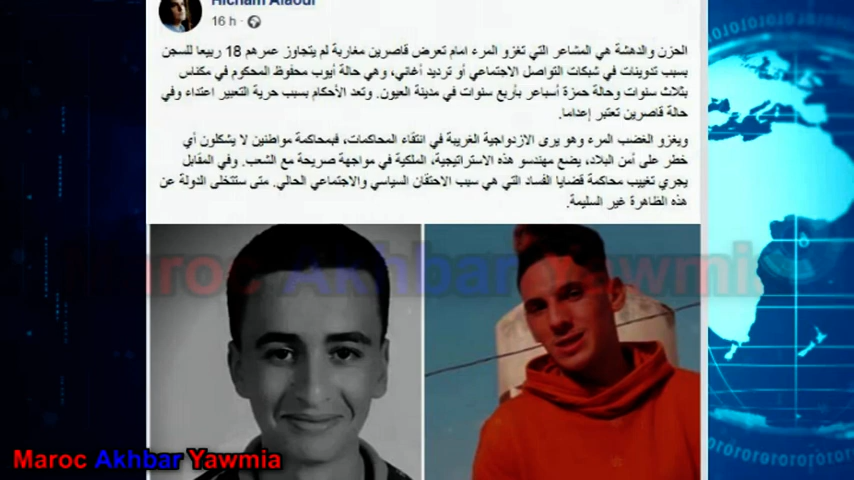 Hicham Alaoui
16 h ·
الحزن والدهشة هي المشاعر التي تغزو المرء امام تعرض قاصرين مغاربة لم يتجاوز عمرهم 18 ربيعا للسجن
بسبب تدوينات في شبكات التواصل الاجتماعي أو ترديد أغاني، وهي حالة أيوب محفوظ المحكوم في مكناس
بثلاث سنوات وحالة حمزة أسباعر بأربع سنوات في مدينة العيون. وتعد الأحكام بسبب حرية التعبير اعتداء وفي
حالة قاصرين تعتبر إعداما.
ويغزو الغضب المرء وهو يرى الازدواجية الغريبة في انتقاء المحاكمات، فبمحاكمة مواطنين لا يشكلون أي
خطر على أمن البلاد، يضع مهندسو هذه الاستراتيجية، الملكية في مواجهة صريحة مع الشعب. وفي المقابل
يجري تغييب محاكمة قضايا الفساد التي هي سبب الاحتقان السياسي والاجتماعي الحالي. متى ستتخلى الدولة عن
هذه الظاهرة غير السليمة.
Maroc Akhbar Yawmia
Maroc Akhbar Yawmia